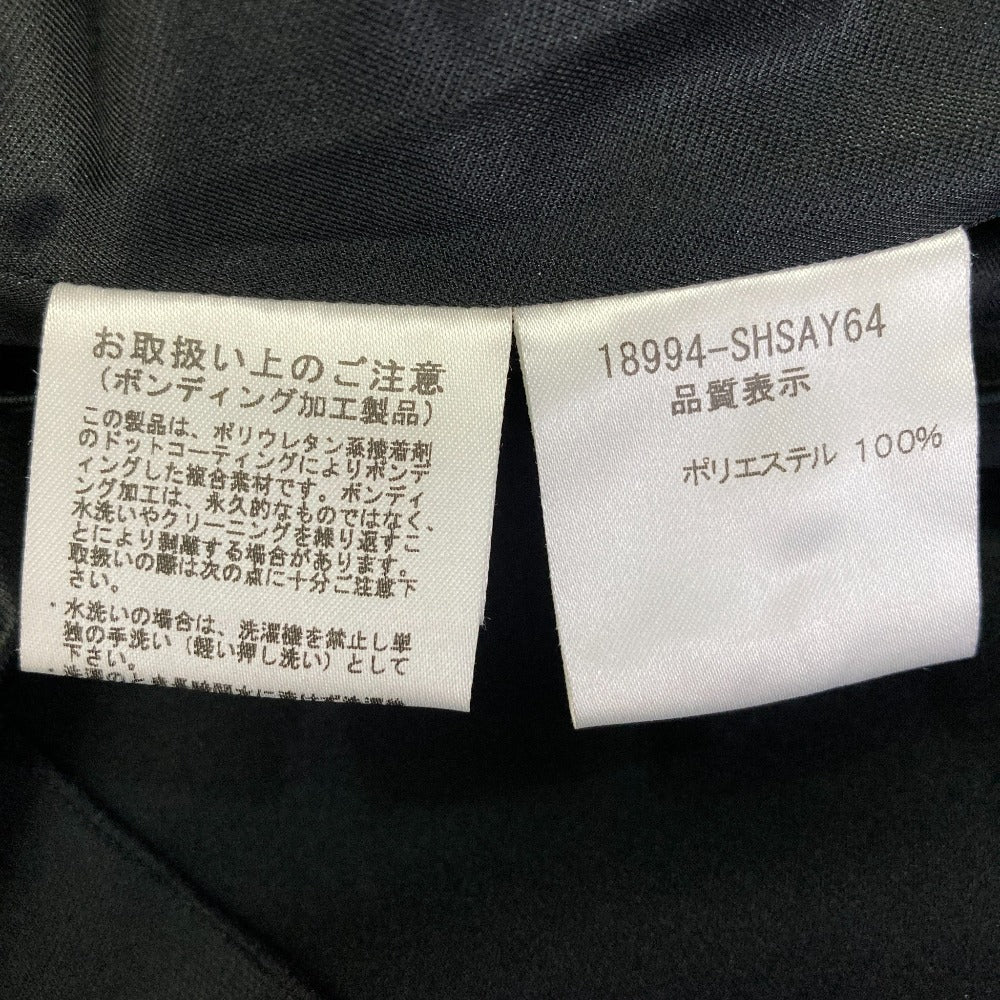 お取扱い上のご注意
(ボンディング加工製品)
この製品は、ポリウレタン系接着剤
のドットコーティングによりボンデ
ィングした複合素材です。ボンディ
ング加工は、永久的なものではなく、
水洗いやクリーニングを繰り返すこ
とにより剥離する場合があります。
取扱いの際は次の点に十分ご注意下
さい。
・水洗いの場合は、洗濯機を禁止し単
独の手洗い(軽い押し洗い)として
下さい。
18994-SHSAY64
品質表示
ポリエステル 100%